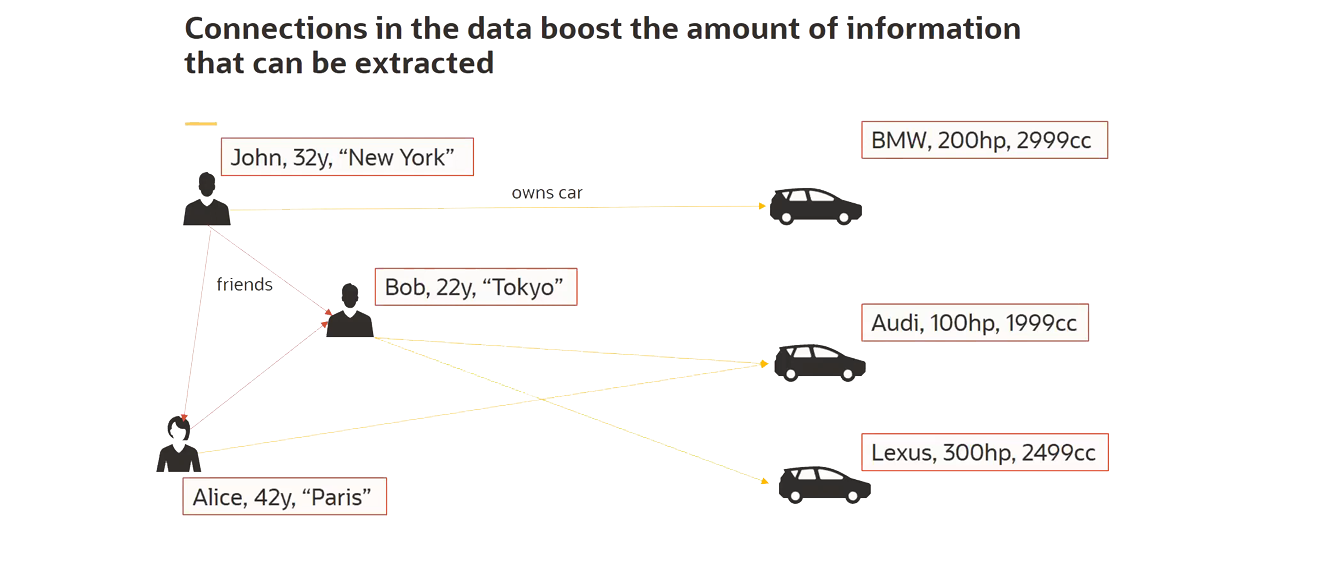 Connections in the data boost the amount of information
that can be extracted
John, 32y, “New York”
BMW, 200hp, 2999cc
owns car
friends
Bob, 22y, “Tokyo”
Audi, 100hp, 1999cc
Lexus, 300hp, 2499cc
Alice, 42y, “Paris”